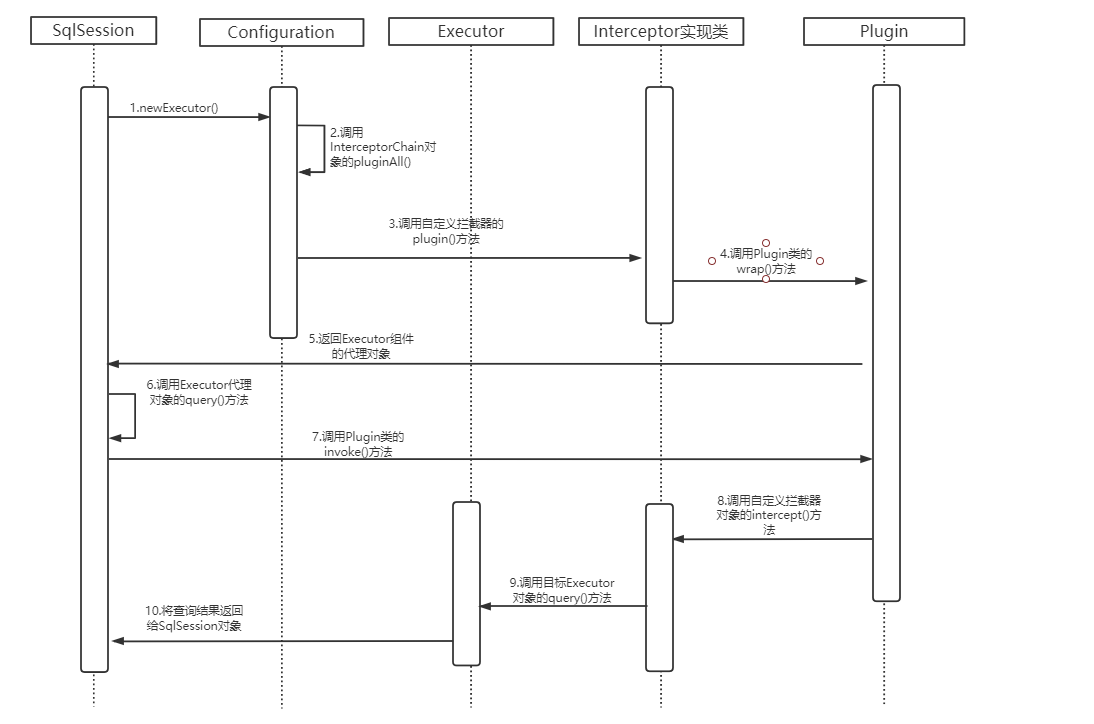 SqlSession
Configuration
Executor
Interceptor实现类
Plugin
1.newExecutor()
2.调用
InterceptorChain对
象的pluginAll()
3.调用自定义拦截器的
plugin()方法
4.调用Plugin类的
wrap()方法
5.返回Executor组件
的代理对象
6.调用Executor代理
对象的query()方法
7.调用Plugin类的
invoke()方法
8.调用自定义拦截器
对象的intercept()方
法
9.调用目标Executor
对象的query()方法
10.将查询结果返回
给SqlSession对象